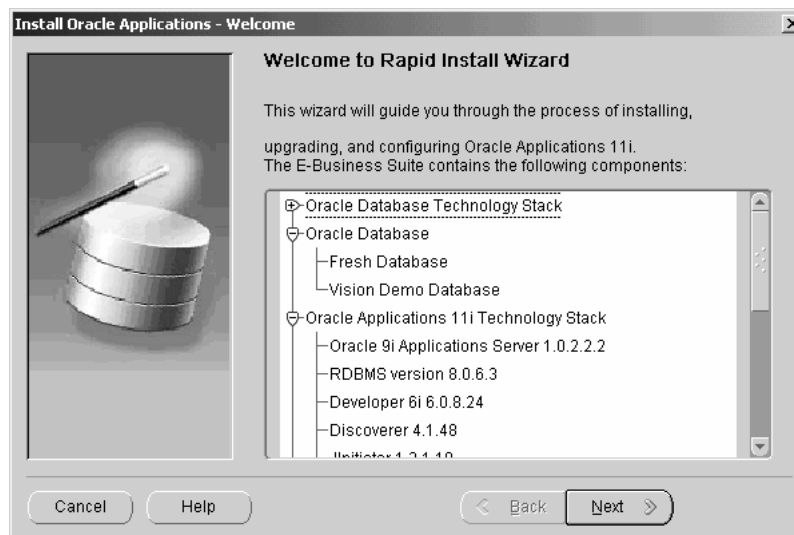 Install Oracle Applications - Welcome
Welcome to Rapid Install Wizard
This wizard will guide you through the process of installing,
upgrading, and configuring Oracle Applications 11i.
The E-Business Suite contains the following components:
Oracle Database Technology Stack
Oracle Database
Fresh Database
Vision Demo Database
Oracle Applications 11i Technology Stack
Oracle 9i Applications Server 1.0.2.2.2
RDBMS version 8.0.6.3
Developer 6i 6.0.8.24
Discoverer 4.1.48
Cancel
Help
Back
Next